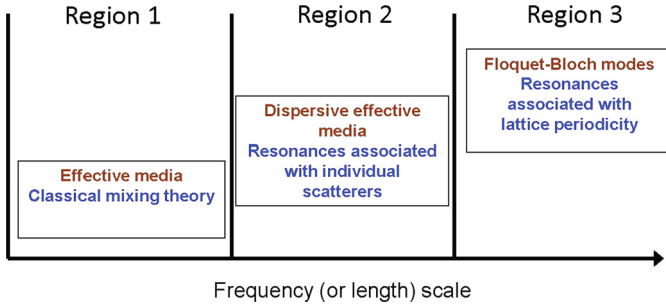 Region 1
Region 2
Region 3
Effective media
Classical mixing theory
Dispersive effective
media
Resonances associated
with individual
scatterers
Floquet-Bloch modes
Resonances
associated with
lattice periodicity
Frequency (or length) scale